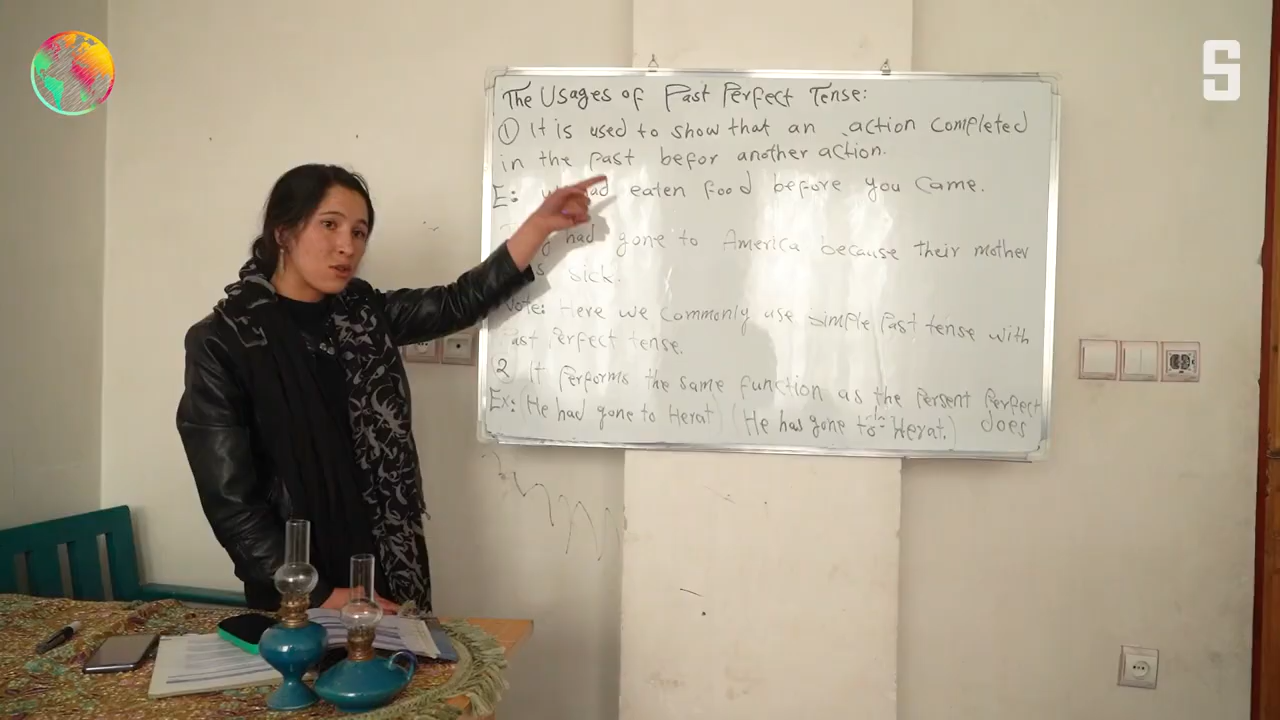 The Usages of Past Perfect Tense:
① It is used to show that an action completed
in the past befor another action.
E: had eaten food before you came.
had gone to America because their mother
sick.
Note: Here we commonly use simple past tense with
Past Perfect tense.
② It Performs the same function as the Persent Perfect
does
Ex: (He had gone to Herat) (He has gone to Herat.)
S